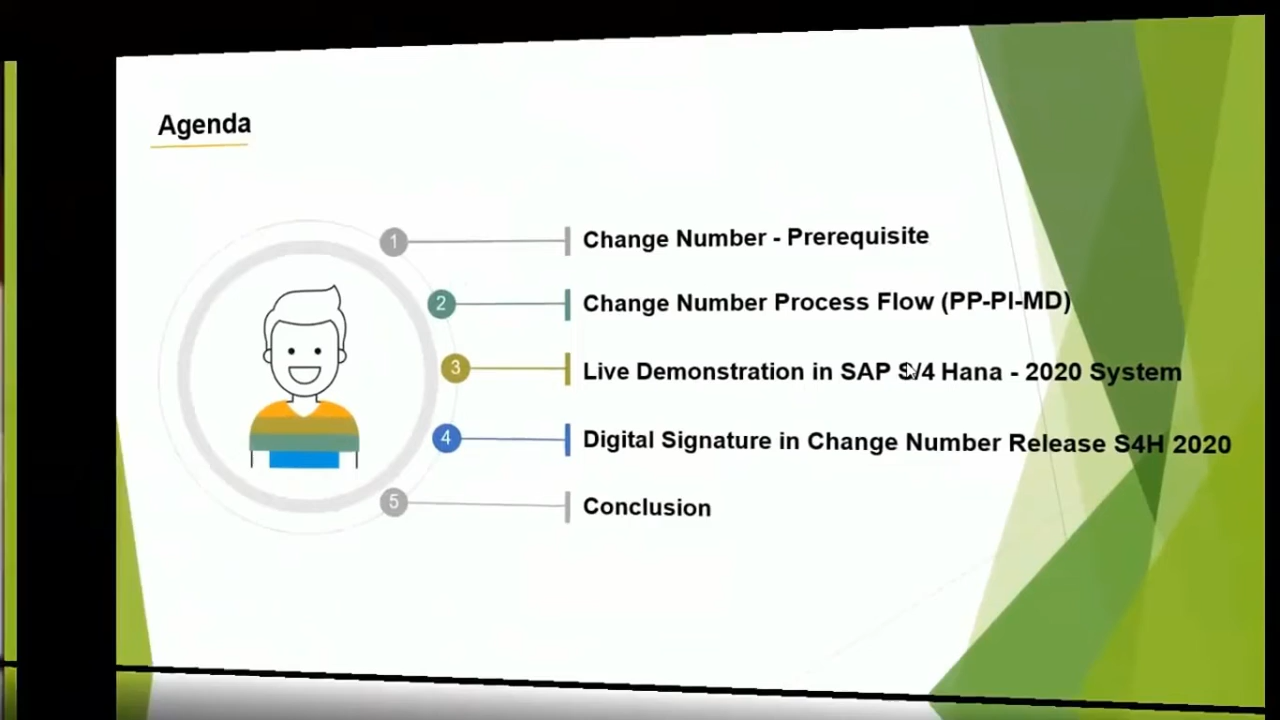 Agenda
1 Change Number - Prerequisite
2 Change Number Process Flow (PP-PI-MD)
3 Live Demonstration in SAP S/4 Hana - 2020 System
4 Digital Signature in Change Number Release S4H 2020
5 Conclusion